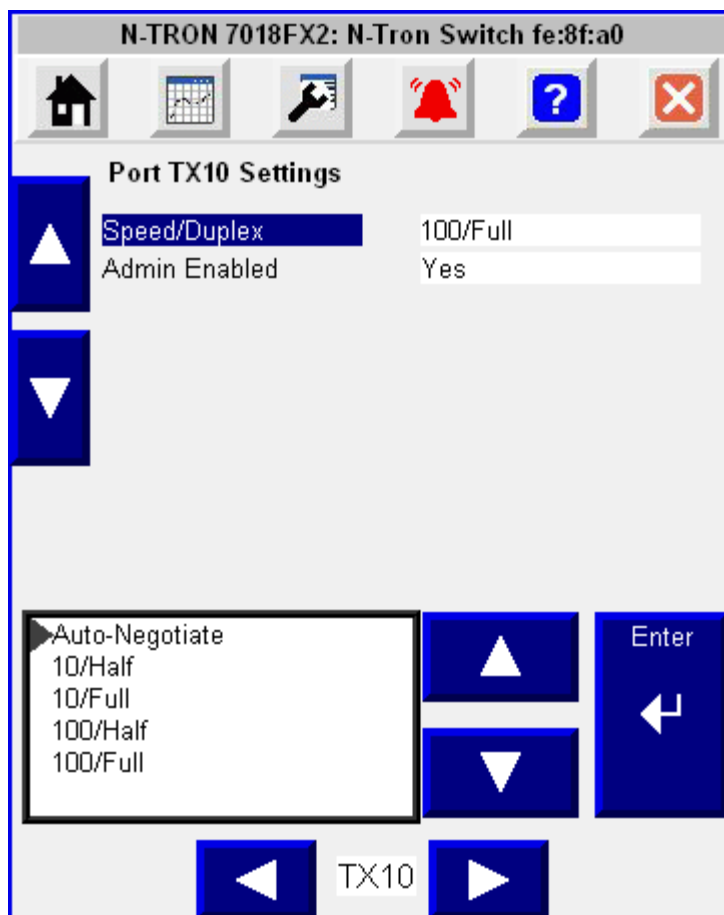 N-TRON 7018FX2: N-Tron Switch fe:8f:a0
?
Port TX10 Settings
Speed/Duplex 100/Full
Admin Enabled Yes
Auto-Negotiate
10/Half
10/Full
100/Half
100/Full
Enter
TX10